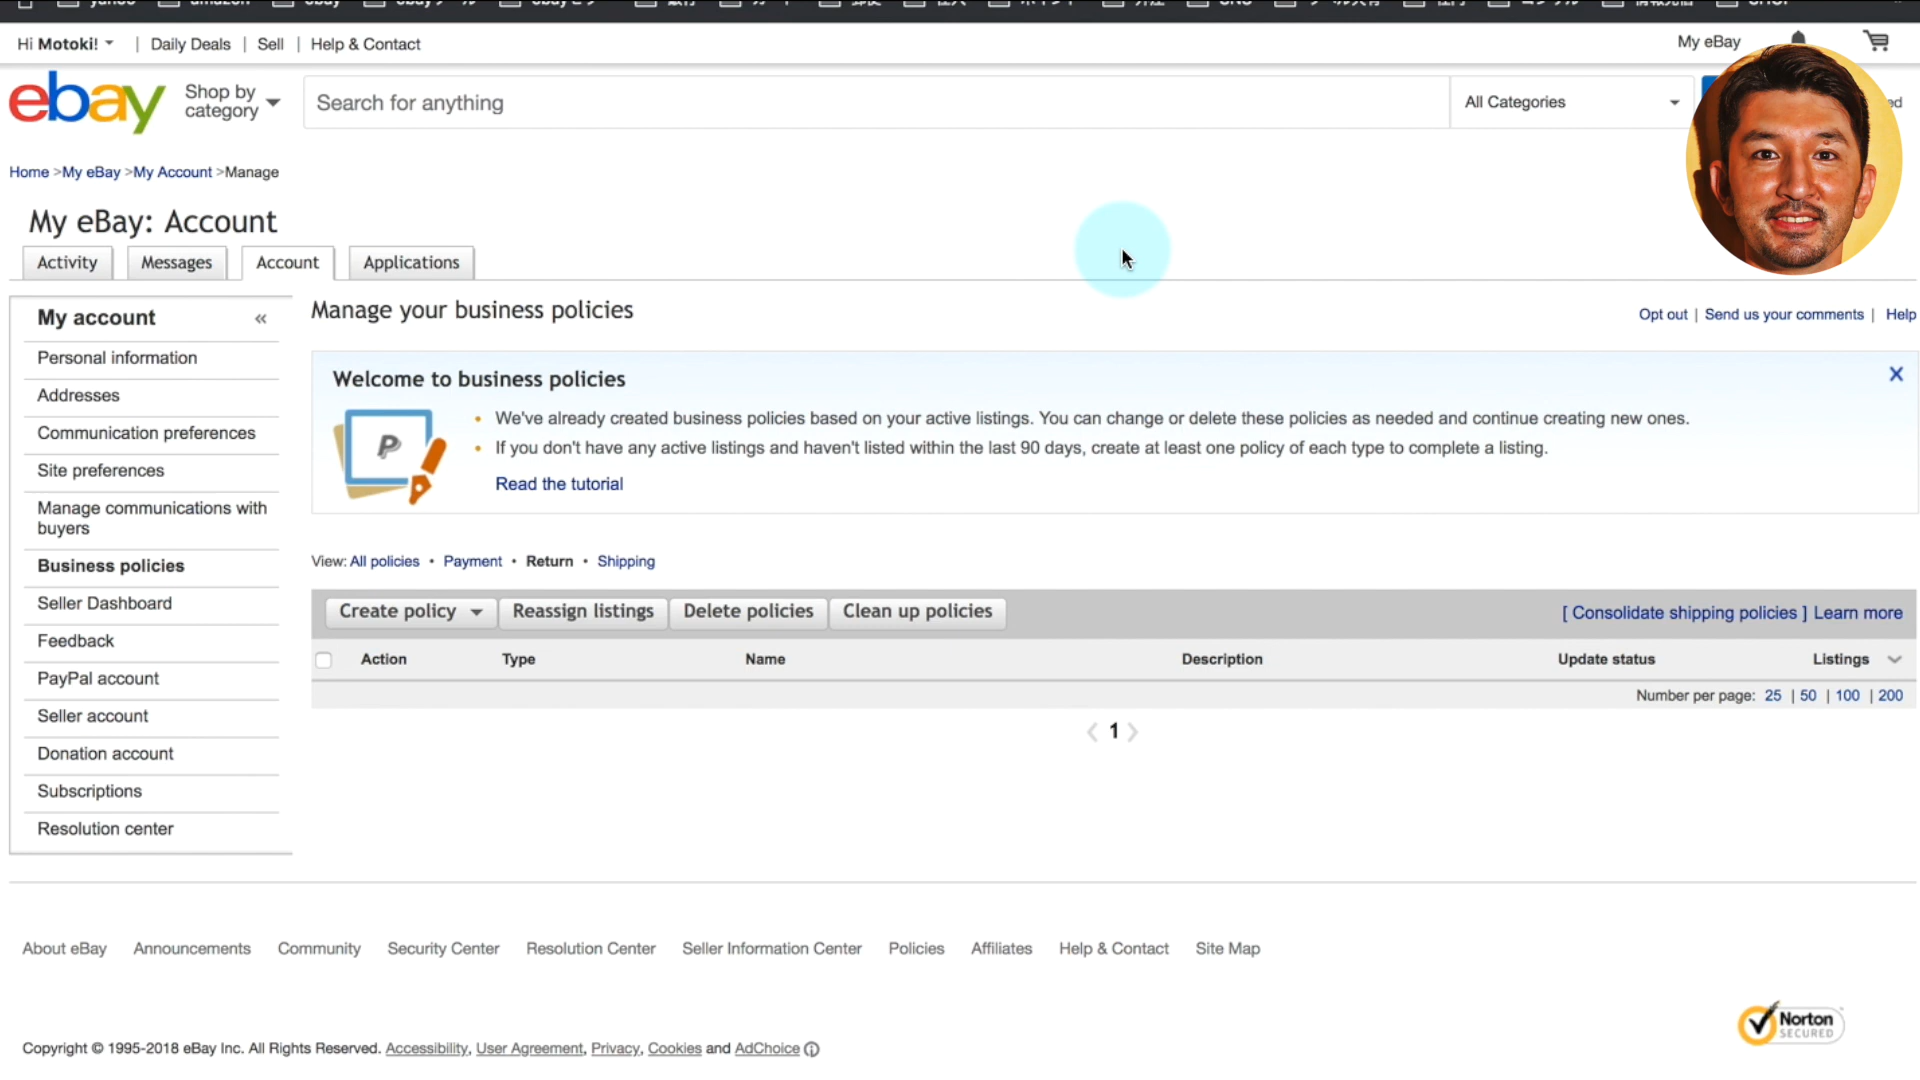 Hi Motoki! | Daily Deals | Sell | Help & Contact My eBay
ebay Shop by category Search for anything All Categories
Home >My eBay >My Account >Manage
My eBay: Account
Activity Messages Account Applications
My account «
Personal information
Addresses
Communication preferences
Site preferences
Manage communications with
buyers
Business policies
Seller Dashboard
Feedback
PayPal account
Seller account
Donation account
Subscriptions
Resolution center
Manage your business policies
Opt out | Send us your comments | Help
Welcome to business policies
• We've already created business policies based on your active listings. You can change or delete these policies as needed and continue creating new ones.
• If you don't have any active listings and haven't listed within the last 90 days, create at least one policy of each type to complete a listing.
Read the tutorial
View: All policies • Payment • Return • Shipping
Create policy Reassign listings Delete policies Clean up policies [ Consolidate shipping policies ] Learn more
Action Type Name Description Update status Listings
Number per page: 25 | 50 | 100 | 200
1
About eBay Announcements Community Security Center Resolution Center Seller Information Center Policies Affiliates Help & Contact Site Map
Norton
SECURED
Copyright © 1995-2018 eBay Inc. All Rights Reserved. Accessibility, User Agreement, Privacy, Cookies and AdChoice